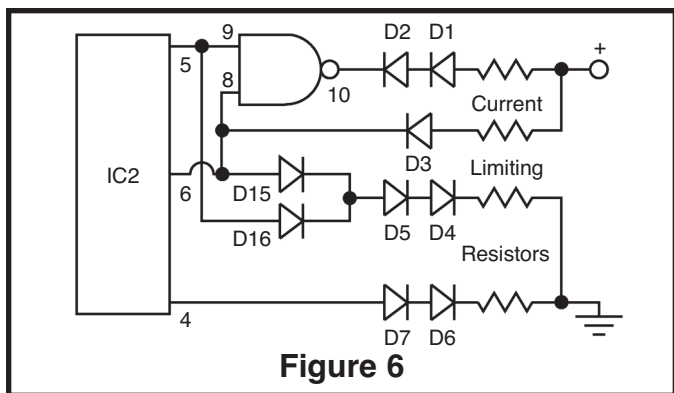 D2 D1
9
5
+
8
10
Current
D3
IC2
6
D15
Limiting
D16
D5 D4
Resistors
4
D7 D6
Figure 6